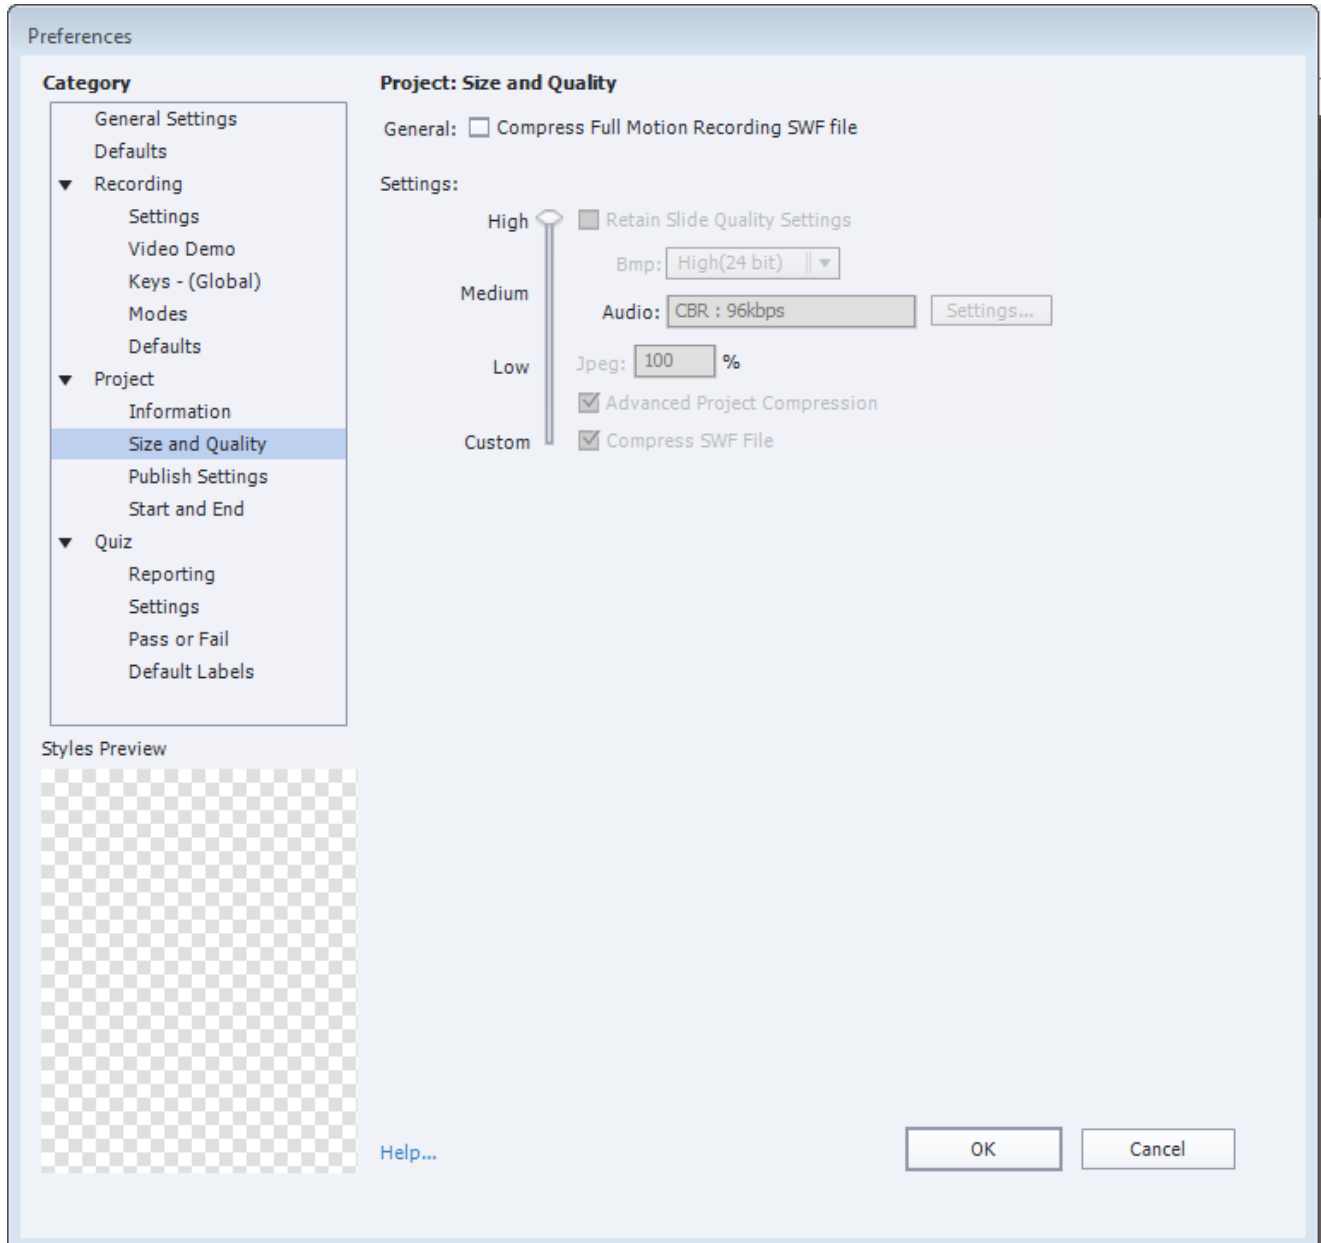 Preferences
Category
General Settings
Defaults
Recording
Settings
Video Demo
Keys - (Global)
Modes
Defaults
Project
Information
Size and Quality
Publish Settings
Start and End
Quiz
Reporting
Settings
Pass or Fail
Default Labels
Styles Preview
Project: Size and Quality
General: Compress Full Motion Recording SWF file
Settings:
High
Medium
Low
Custom
Retain Slide Quality Settings
Bmp: High(24 bit)
Audio: CBR : 96kbps Settings...
Jpeg: 100 %
Advanced Project Compression
Compress SWF File
Help...
OK
Cancel